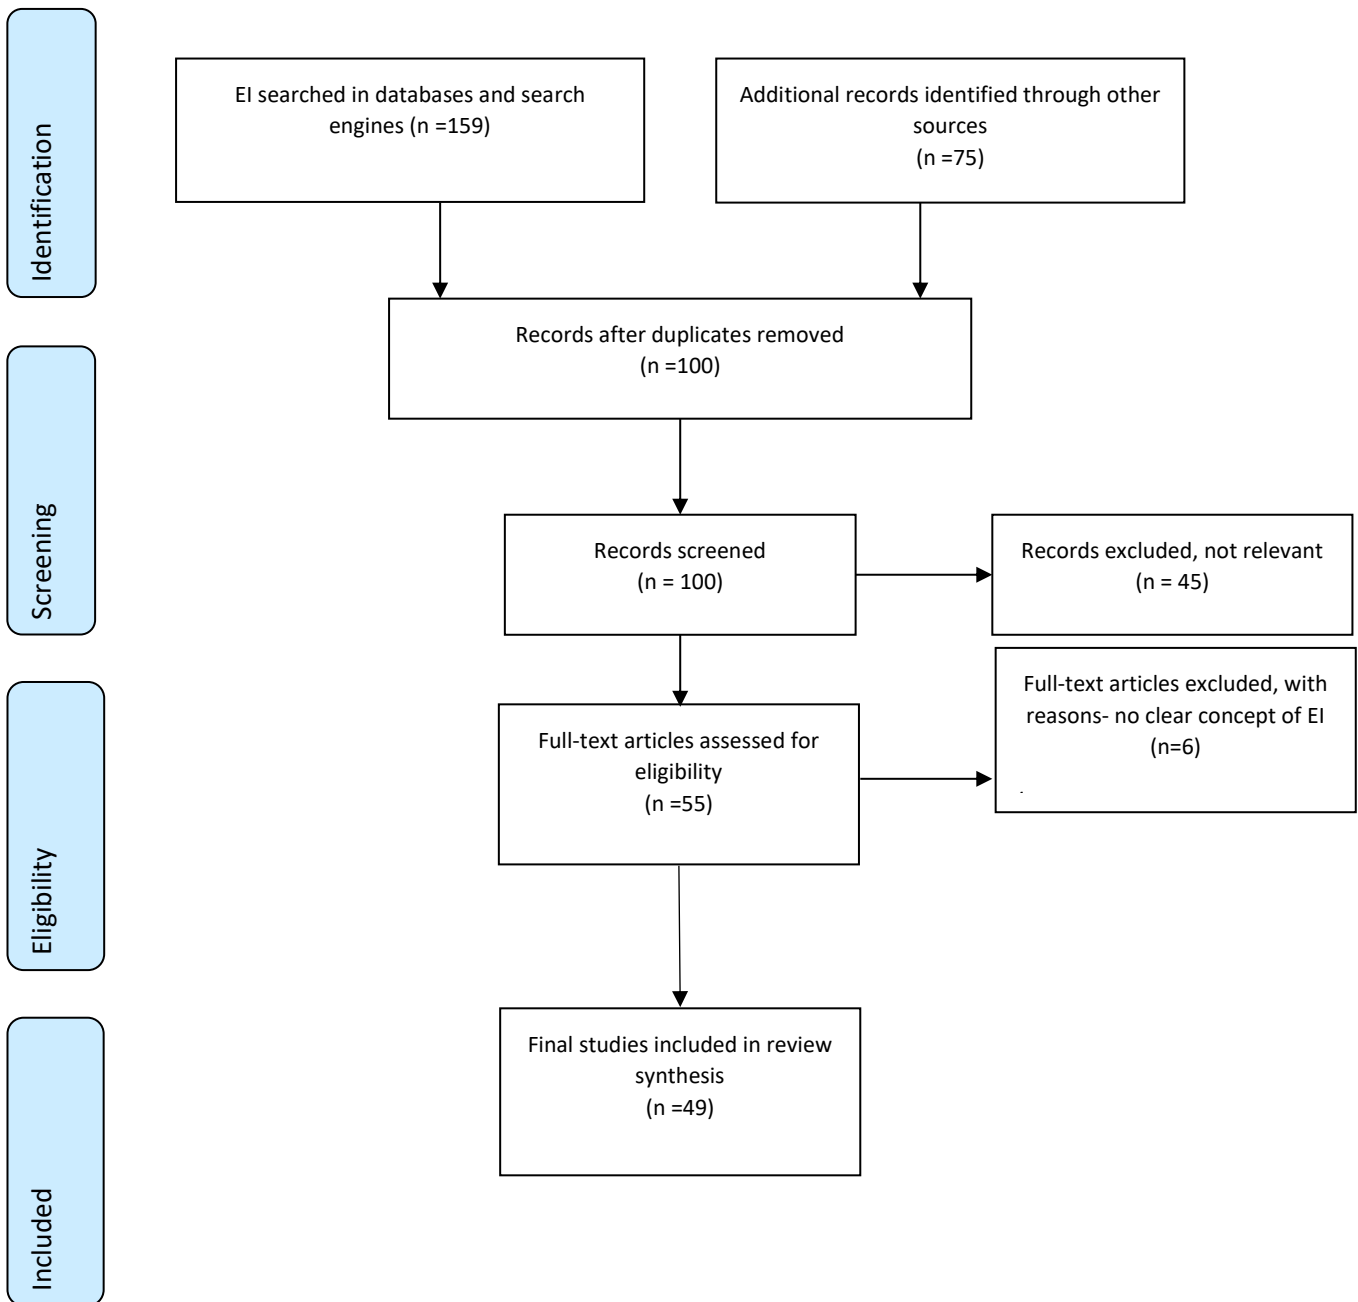 Identification
EI searched in databases and search
engines (n =159)
Additional records identified through other
sources
(n =75)
Records after duplicates removed
(n =100)
Screening
Records screened
(n = 100)
Records excluded, not relevant
(n = 45)
Eligibility
Full-text articles assessed for
eligibility
(n =55)
Full-text articles excluded, with
reasons- no clear concept of EI
(n=6)
.
Included
Final studies included in review
synthesis
(n =49)